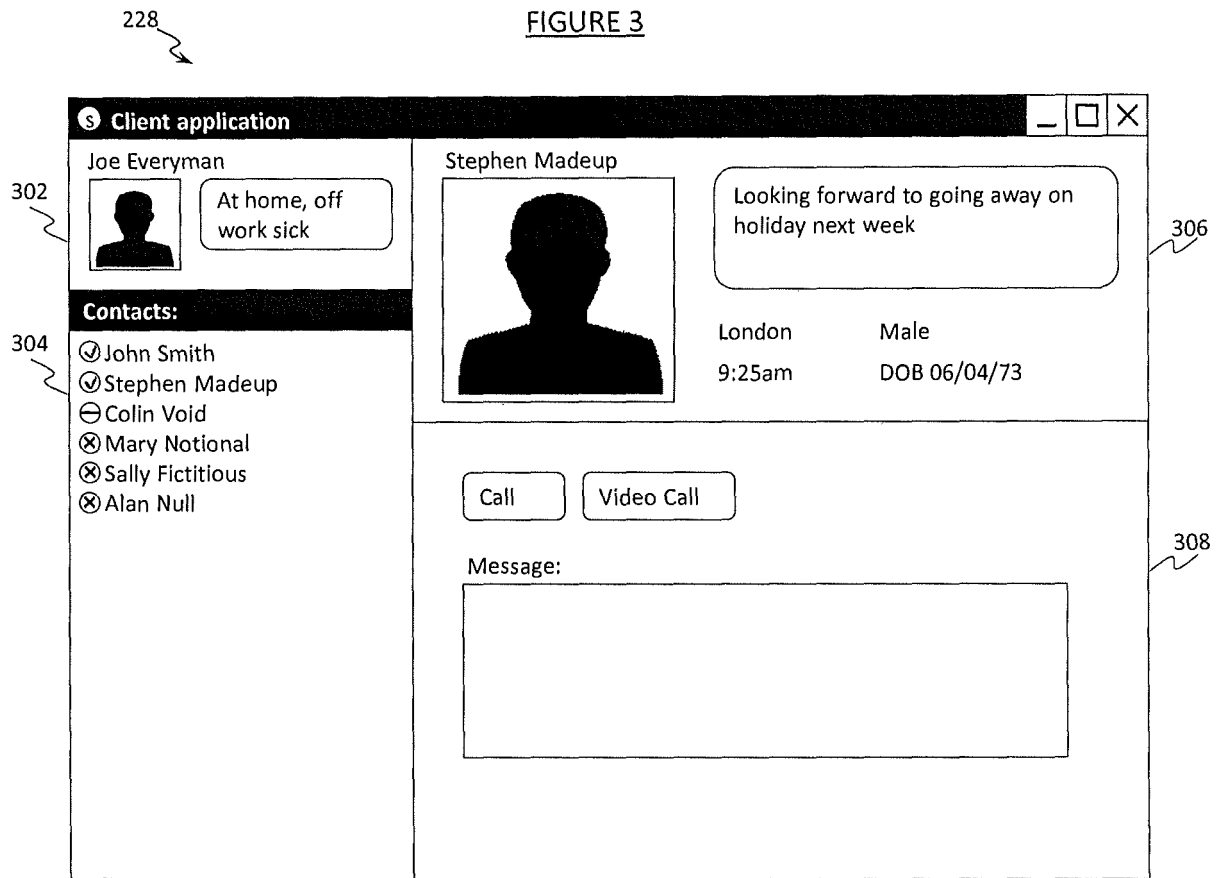 228
FIGURE 3
S Client application
Joe Everyman
302
At home, off
work sick
Contacts:
304
John Smith
Stephen Madeup
Colin Void
Mary Notional
Sally Fictitious
Alan Null
Stephen Madeup
Looking forward to going away on
holiday next week
306
London Male
9:25am DOB 06/04/73
Call Video Call
308
Message: